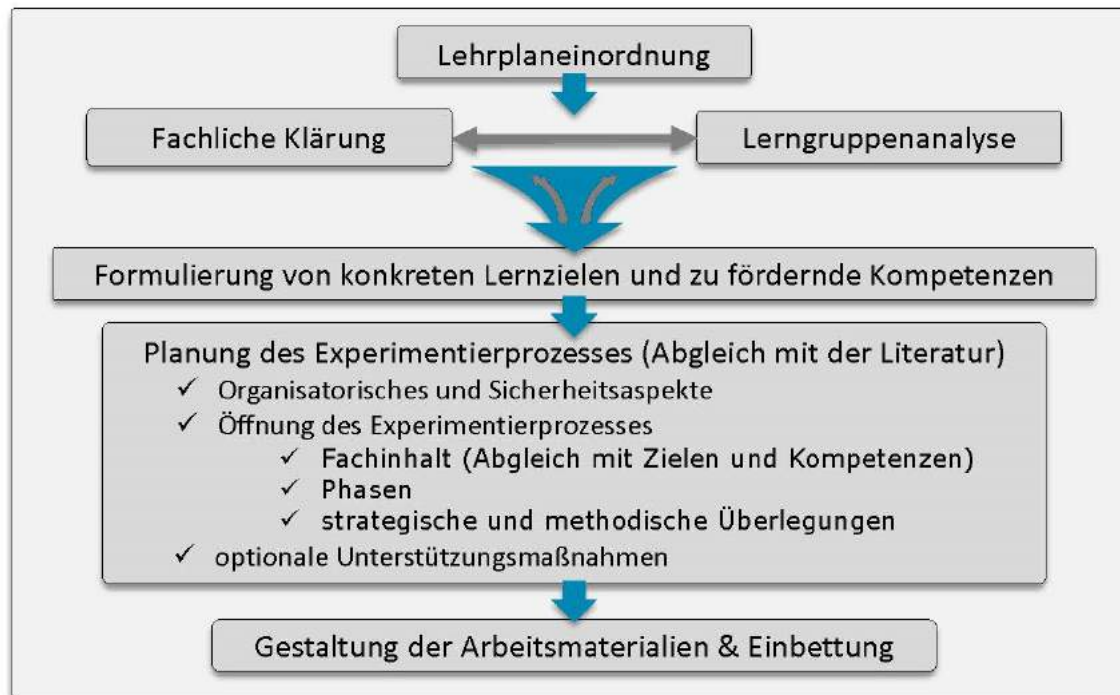 Lehrplaneinordnung
Fachliche Klärung
Lerngruppenanalyse
Formulierung von konkreten Lernzielen und zu fördernde Kompetenzen
Planung des Experimentierprozesses (Abgleich mit der Literatur)
✓ Organisatorisches und Sicherheitsaspekte
✓ Öffnung des Experimentierprozesses
✓ Fachinhalt (Abgleich mit Zielen und Kompetenzen)
✓ Phasen
✓ strategische und methodische Überlegungen
✓ optionale Unterstützungsmaßnahmen
Gestaltung der Arbeitsmaterialien & Einbettung